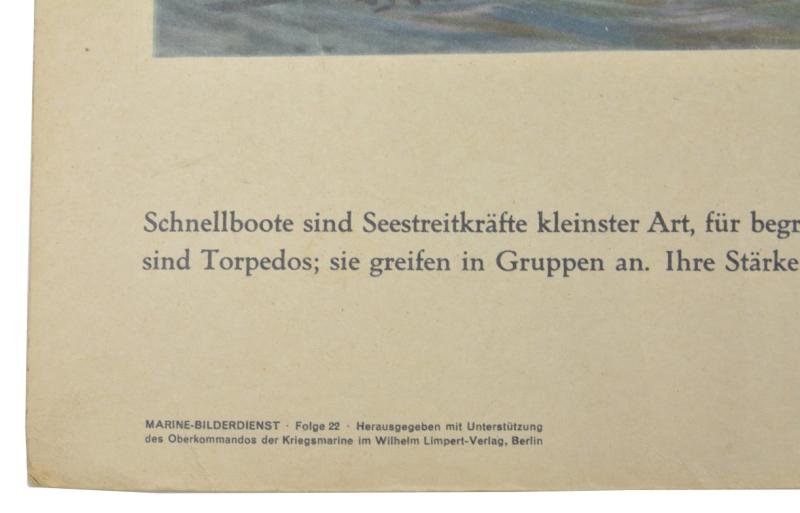 Schnellboote sind Seestreitkräfte kleinster Art, für begr
sind Torpedos; sie greifen in Gruppen an. Ihre Stärke
MARINE-BILDERDIENST · Folge 22 · Herausgegeben mit Unterstützung
des Oberkommandos der Kriegsmarine im Wilhelm Limpert-Verlag, Berlin